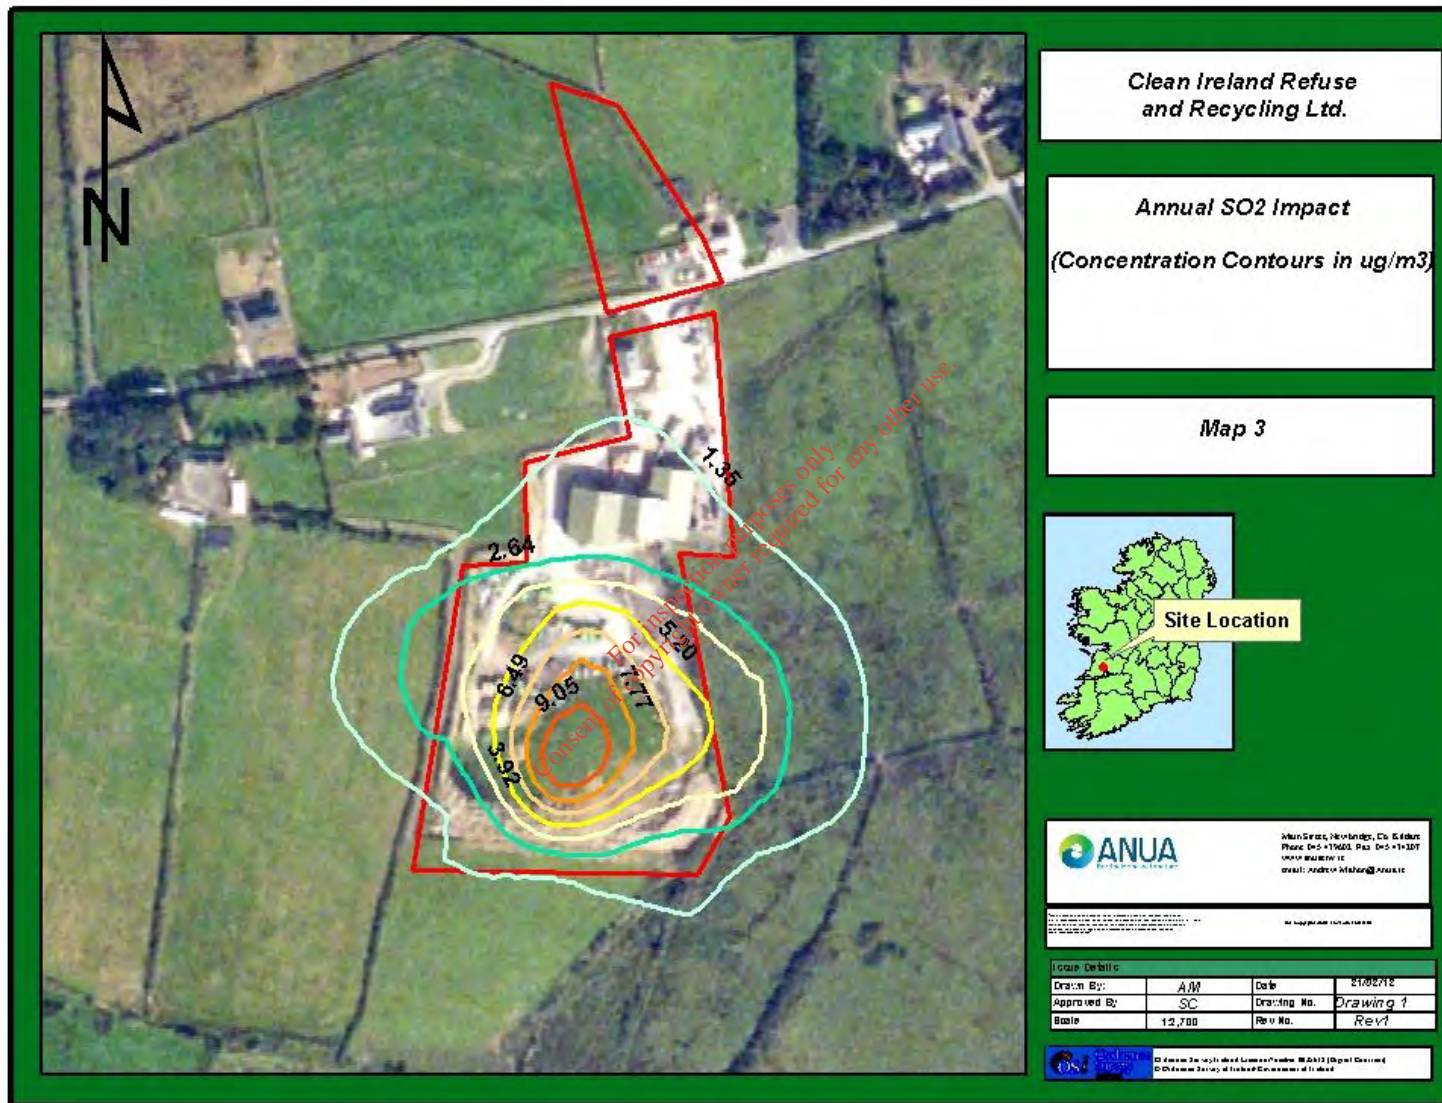 N
1.35
2.64
5.20
6.49
7.77
9.05
3.92
For inspection purposes only.
Consent of copyright owner required for any other use.
Clean Ireland Refuse
and Recycling Ltd.
Annual SO2 Impact
(Concentration Contours in ug/m3)
Map 3
Site Location
ANUA
Issue Details
Drawn By: AM Date 21/02/12
Approved By SC Drawing No. Drawing 1
Scale Rev No. Rev1